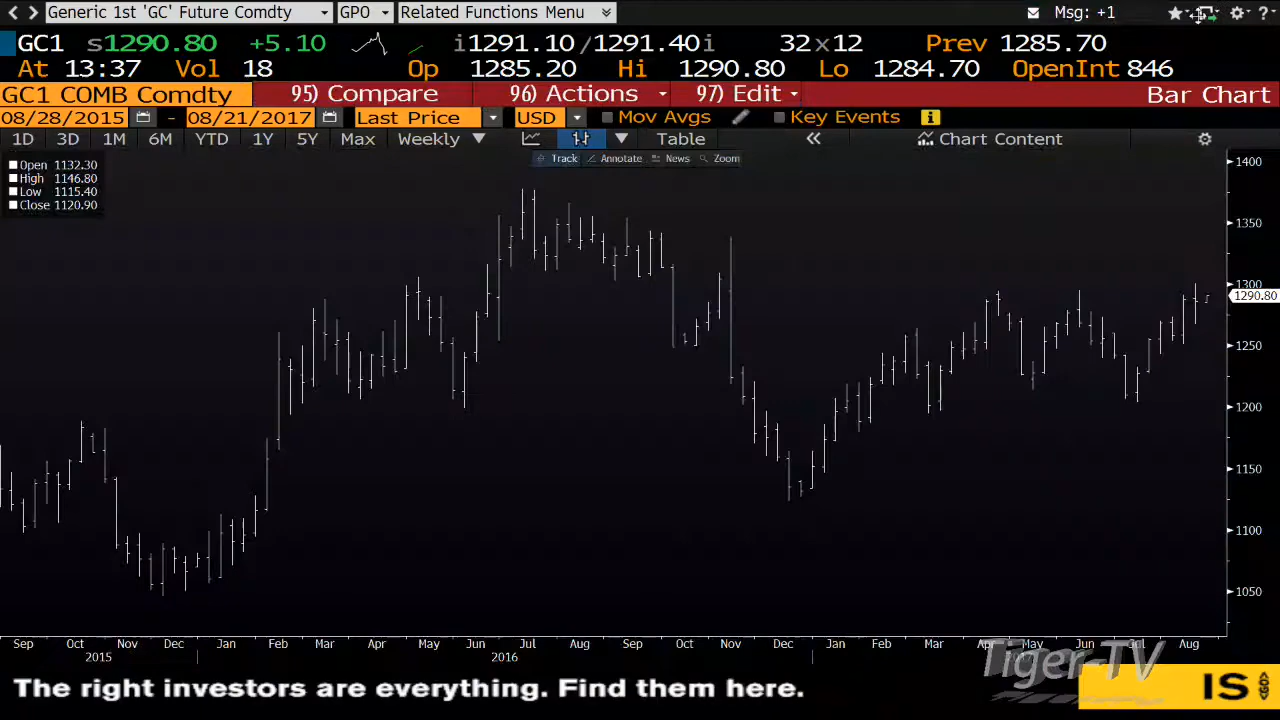 Generic 1st 'GC' Future Comdty GPO Related Functions Menu Msg: +1 ?
GC1 s1290.80 +5.10 i1291.10/1291.40i 32x12 Prev 1285.70
At 13:37 Vol 18 Op 1285.20 Hi 1290.80 Lo 1284.70 OpenInt 846
GC1 COMB Comdty 95) Compare 96) Actions 97) Edit Bar Chart
08/28/2015 - 08/21/2017 Last Price USD Mov Avgs Key Events i
1D 3D 1M 6M YTD 1Y 5Y Max Weekly Table « Chart Content
Track Annotate News Zoom
Open 1132.30
High 1146.80
Low 1115.40
Close 1120.90
1400
1350
1300
1290.80
1250
1200
1150
1100
1050
Sep Oct Nov Dec Jan Feb Mar Apr May Jun Jul Aug Sep Oct Nov Dec Jan Feb Mar Apr May Jun Jul Aug
2015 2016
Tiger-TV
The right investors are everything. Find them here.
IS